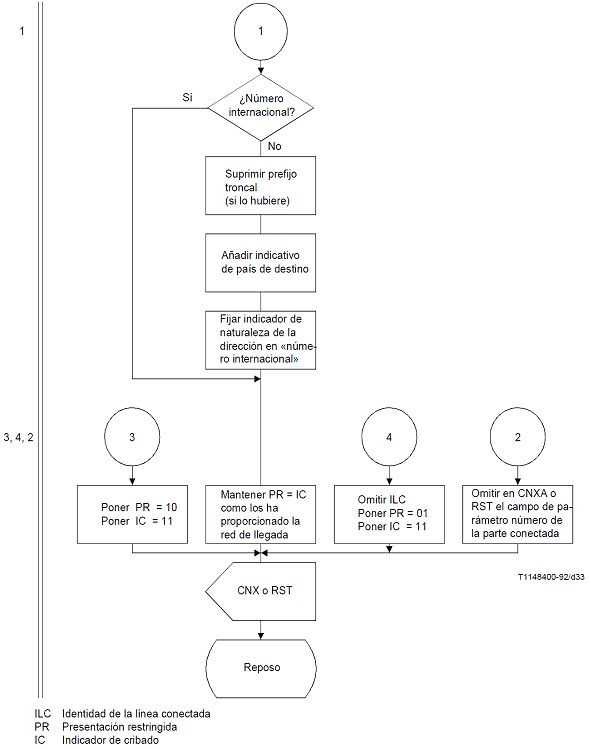 1
1
¿Número
internacional?
Sí
No
Suprimir prefijo
troncal
(si lo hubiere)
Añadir indicativo
de país de destino
Fijar indicador de
naturaleza de la
dirección en «núme-
ro internacional»
3, 4, 2
3
4
2
Poner PR = 10
Poner IC = 11
Mantener PR = IC
como los ha
proporcionado la
red de llegada
Omitir ILC
Poner PR = 01
Poner IC = 11
Omitir en CNXA o
RST el campo de pa-
rámetro número de
la parte conectada
T1148400-92/d33
CNX o RST
Reposo
ILC Identidad de la línea conectada
PR Presentación restringida
IC Indicador de cribado